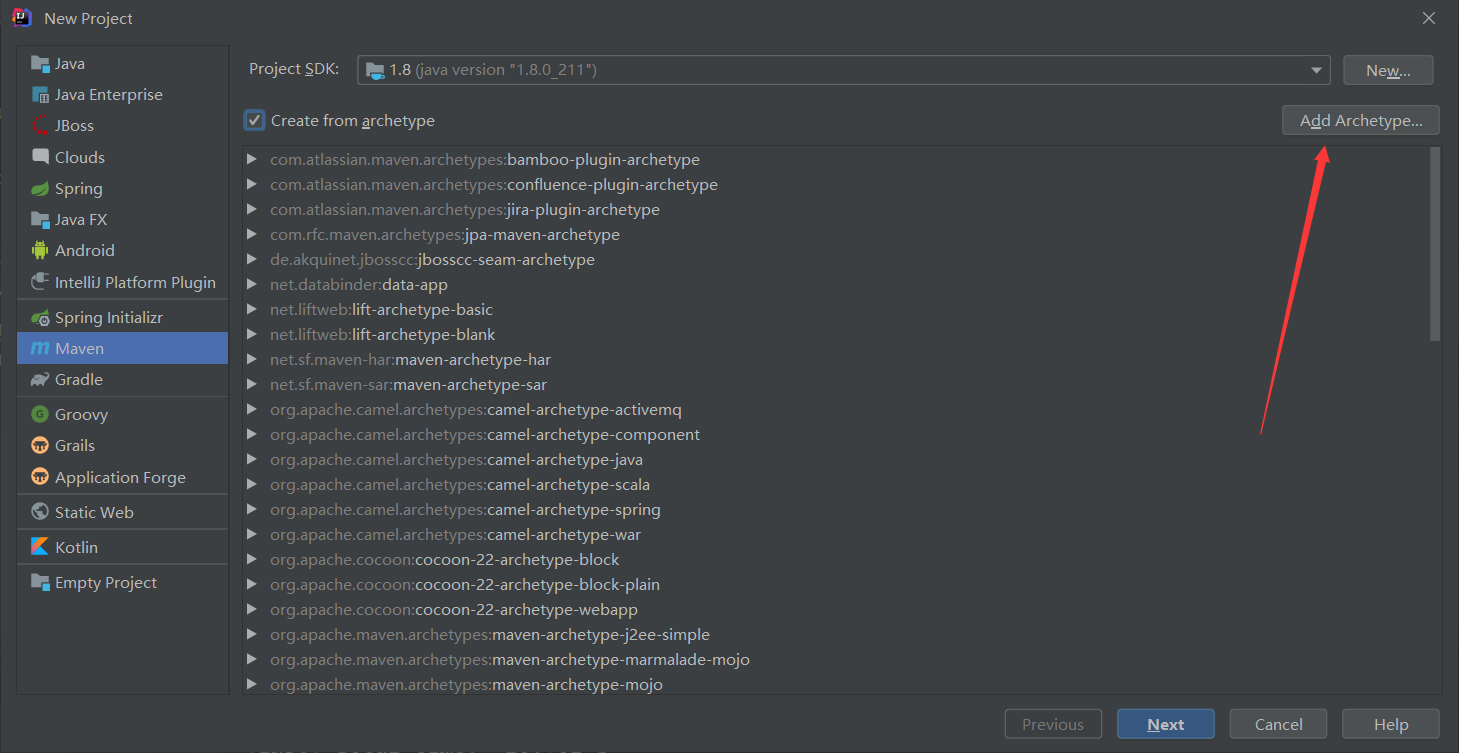 New Project
Java
Java Enterprise
JBoss
Clouds
Spring
Java FX
Android
IntelliJ Platform Plugin
Spring Initializr
Maven
Gradle
Groovy
Grails
Application Forge
Static Web
Kotlin
Empty Project
Project SDK: 1.8 (java version "1.8.0_211") New...
Create from archetype Add Archetype...
com.atlassian.maven.archetypes:bamboo-plugin-archetype
com.atlassian.maven.archetypes:confluence-plugin-archetype
com.atlassian.maven.archetypes:jira-plugin-archetype
com.rfc.maven.archetypes:jpa-maven-archetype
de.akquinet.jbosscc:jbosscc-seam-archetype
net.databinder:data-app
net.liftweb:lift-archetype-basic
net.liftweb:lift-archetype-blank
net.sf.maven-har:maven-archetype-har
net.sf.maven-sar:maven-archetype-sar
org.apache.camel.archetypes:camel-archetype-activemq
org.apache.camel.archetypes:camel-archetype-component
org.apache.camel.archetypes:camel-archetype-java
org.apache.camel.archetypes:camel-archetype-scala
org.apache.camel.archetypes:camel-archetype-spring
org.apache.camel.archetypes:camel-archetype-war
org.apache.cocoon:cocoon-22-archetype-block
org.apache.cocoon:cocoon-22-archetype-block-plain
org.apache.cocoon:cocoon-22-archetype-webapp
org.apache.maven.archetypes:maven-archetype-j2ee-simple
org.apache.maven.archetypes:maven-archetype-marmalade-mojo
org.apache.maven.archetypes:maven-archetype-mojo
Previous Next Cancel Help